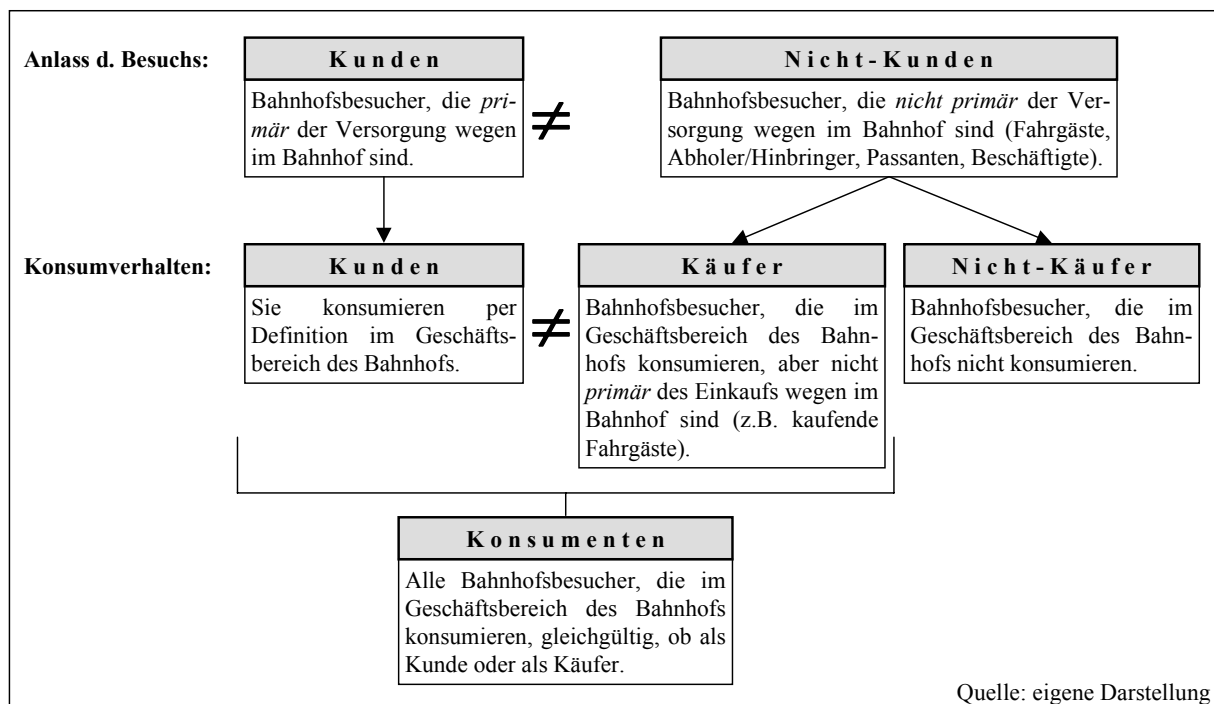 Anlass d. Besuchs:
Kunden
Bahnhofsbesucher, die pri-
mär der Versorgung wegen
im Bahnhof sind.
≠
Nicht-Kunden
Bahnhofsbesucher, die nicht primär der Ver-
sorgung wegen im Bahnhof sind (Fahrgäste,
Abholer/Hinbringer, Passanten, Beschäftigte).
Konsumverhalten:
Kunden
Sie konsumieren per
Definition im Geschäfts-
bereich des Bahnhofs.
≠
Käufer
Bahnhofsbesucher, die im
Geschäftsbereich des Bahn-
hofs konsumieren, aber nicht
primär des Einkaufs wegen im
Bahnhof sind (z.B. kaufende
Fahrgäste).
Nicht-Käufer
Bahnhofsbesucher, die im
Geschäftsbereich des Bahn-
hofs nicht konsumieren.
Konsumenten
Alle Bahnhofsbesucher, die im
Geschäftsbereich des Bahnhofs
konsumieren, gleichgültig, ob als
Kunde oder als Käufer.
Quelle: eigene Darstellung